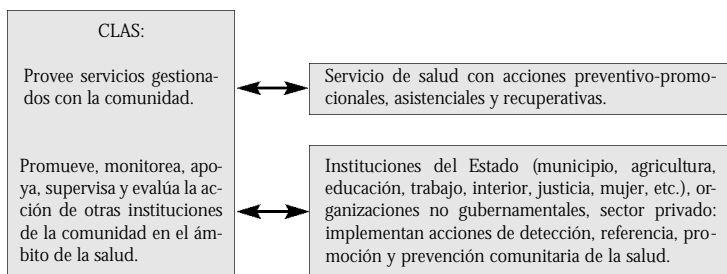 CLAS:
Provee servicios gestiona-
dos con la comunidad.
Servicio de salud con acciones preventivo-promo-
cionales, asistenciales y recuperativas.
Promueve, monitorea, apo-
ya, supervisa y evalúa la ac-
ción de otras instituciones
de la comunidad en el ám-
bito de la salud.
Instituciones del Estado (municipio, agricultura,
educación, trabajo, interior, justicia, mujer, etc.), or-
ganizaciones no gubernamentales, sector privado:
implementan acciones de detección, referencia, pro-
moción y prevención comunitaria de la salud.